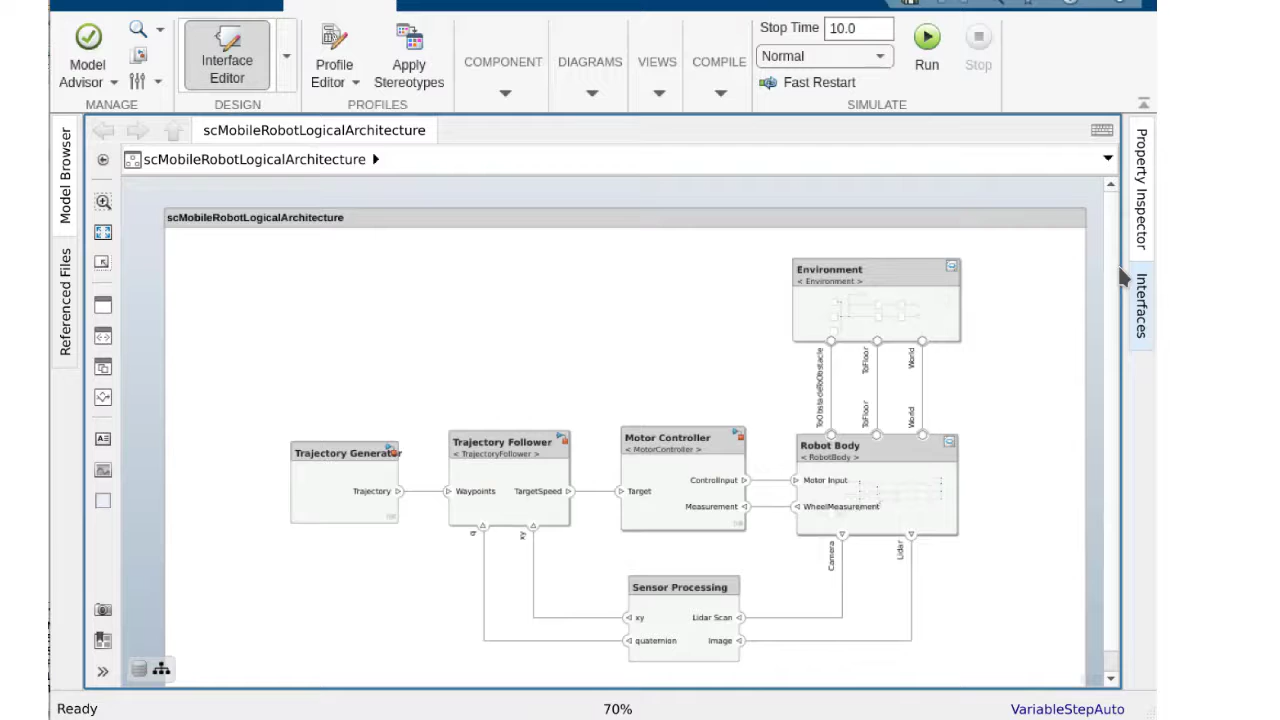 Stop Time 10.0
Model Advisor
Interface Editor
Profile Editor
Apply Stereotypes
COMPONENT
DIAGRAMS
VIEWS
COMPILE
Normal
Fast Restart
Run
Stop
MANAGE
DESIGN
PROFILES
SIMULATE
Model Browser
Referenced Files
scMobileRobotLogicalArchitecture
scMobileRobotLogicalArchitecture
Property Inspector
Interfaces
scMobileRobotLogicalArchitecture
Environment
< Environment >
ToObstacle
ToObstacle
ToFloor
ToFloor
World
World
Trajectory Generator
Trajectory
Trajectory Follower
< TrajectoryFollower >
Waypoints
TargetSpeed
q
xy
Motor Controller
< MotorController >
Target
ControlInput
Measurement
Robot Body
< RobotBody >
Motor Input
WheelMeasurement
Camera
Lidar
Sensor Processing
xy
Lidar Scan
quaternion
Image
Ready
70%
VariableStepAuto